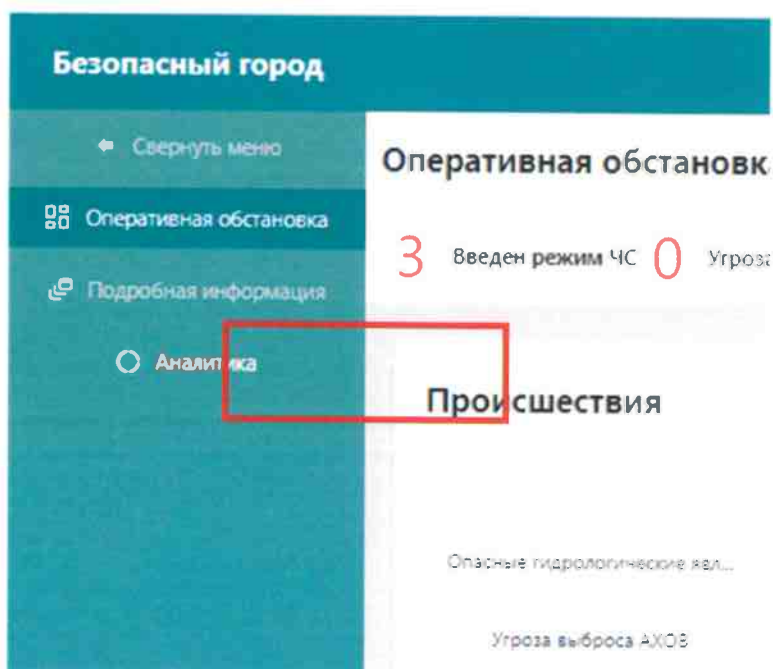 Безопасный город
Свернуть меню
Оперативная обстановка
Подробная информация
Аналитика
Оперативная обстановк
3 Введен режим ЧС 0 Угроза
Происшествия
Опасные гидрологические явл...
Угроза выброса АХОВ